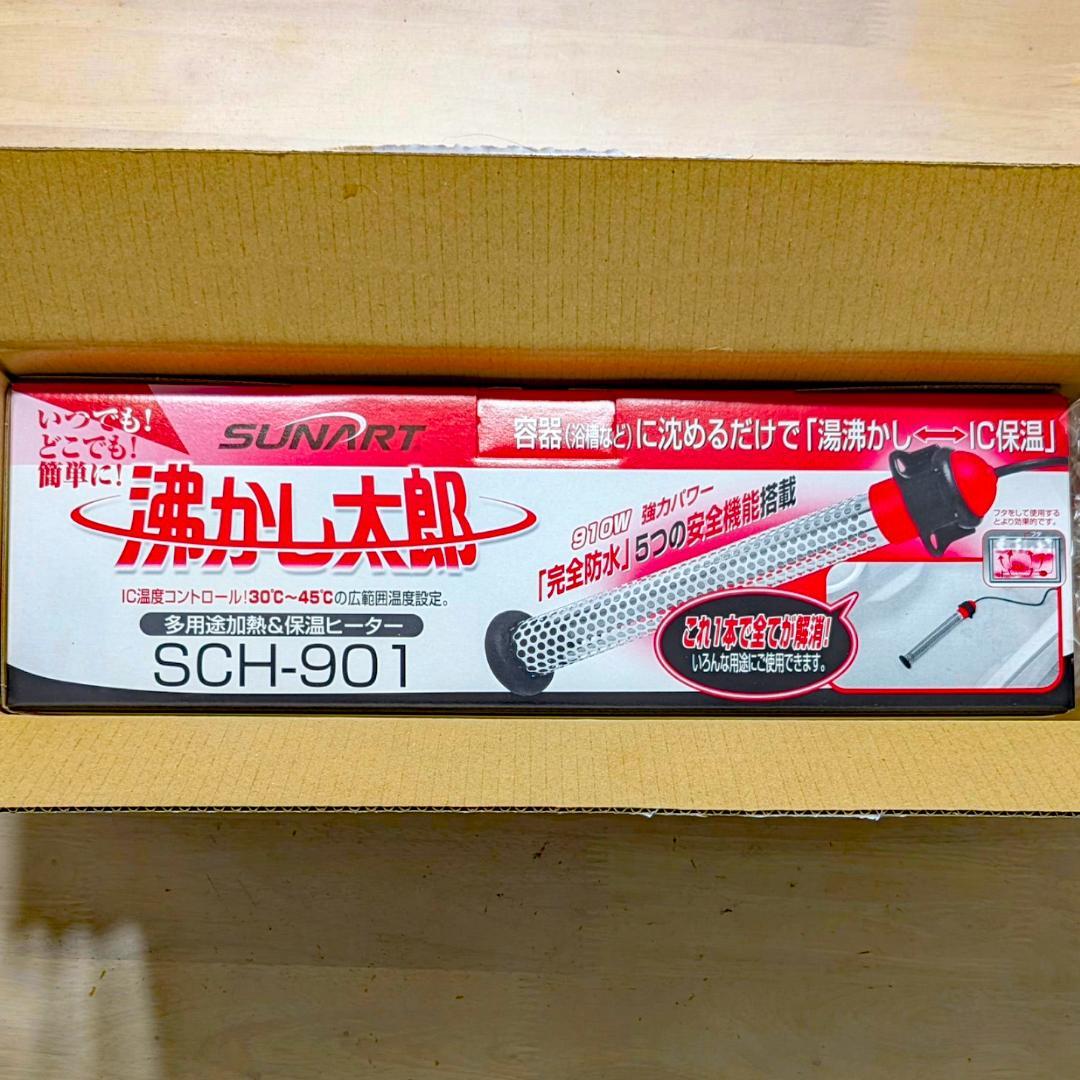 いつでも!
どこでも!
簡単に!
SUNART
沸かし太郎
IC温度コントロール!30℃〜45℃の広範囲温度設定。
多用途加熱&保温ヒーター
SCH-901
容器(浴槽など)に沈めるだけで「湯沸かし⟷IC保温」
910W 強力パワー
「完全防水」5つの安全機能搭載
これ1本で全てが解消!
いろんな用途にご使用できます。
フタをして使用する
とより効果的です。
フタ